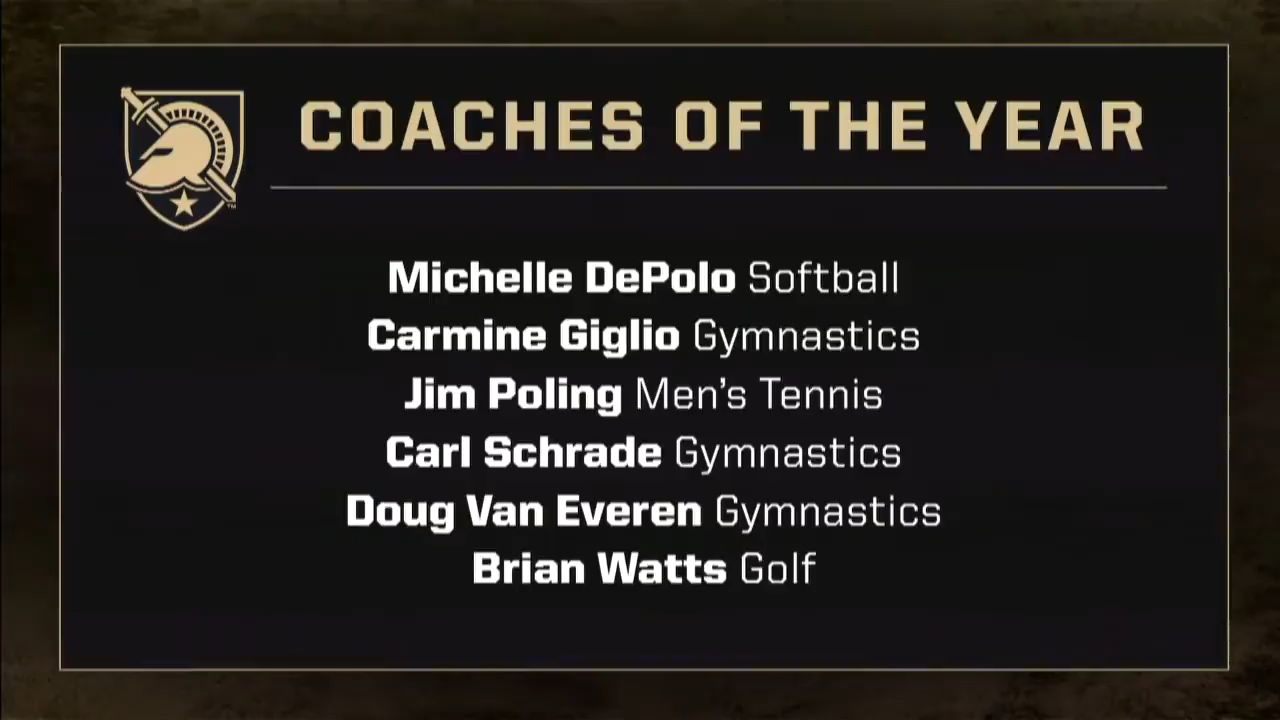 COACHES OF THE YEAR
Michelle DePolo Softball
Carmine Giglio Gymnastics
Jim Poling Men's Tennis
Carl Schrade Gymnastics
Doug Van Everen Gymnastics
Brian Watts Golf